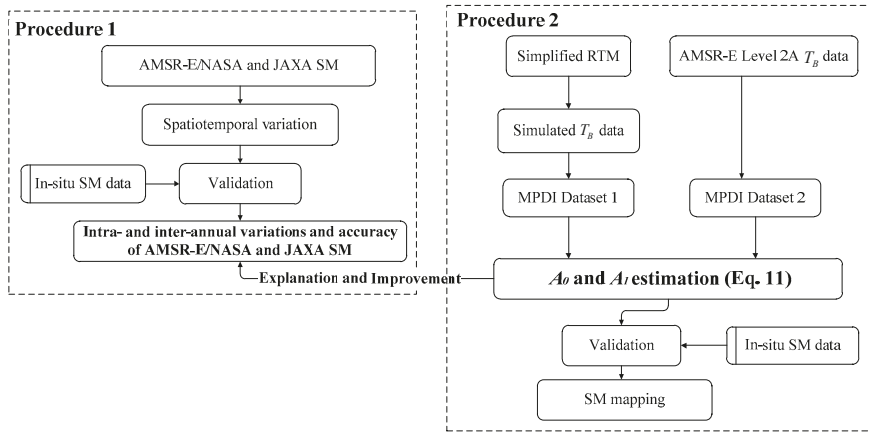 Procedure 1
AMSR-E/NASA and JAXA SM
Spatiotemporal variation
In-situ SM data
Validation
Intra- and inter-annual variations and accuracy
of AMSR-E/NASA and JAXA SM
Explanation and Improvement
Procedure 2
Simplified RTM
AMSR-E Level 2A T_B data
Simulated T_B data
MPDI Dataset 1
MPDI Dataset 2
A₀ and A₁ estimation (Eq. 11)
Validation
In-situ SM data
SM mapping